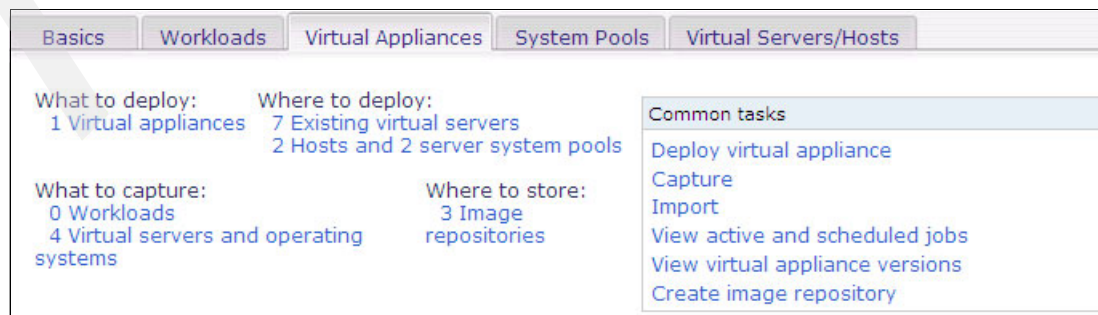 Basics Workloads Virtual Appliances System Pools Virtual Servers/Hosts
What to deploy:
1 Virtual appliances
Where to deploy:
7 Existing virtual servers
2 Hosts and 2 server system pools
What to capture:
0 Workloads
4 Virtual servers and operating
systems
Where to store:
3 Image
repositories
Common tasks
Deploy virtual appliance
Capture
Import
View active and scheduled jobs
View virtual appliance versions
Create image repository